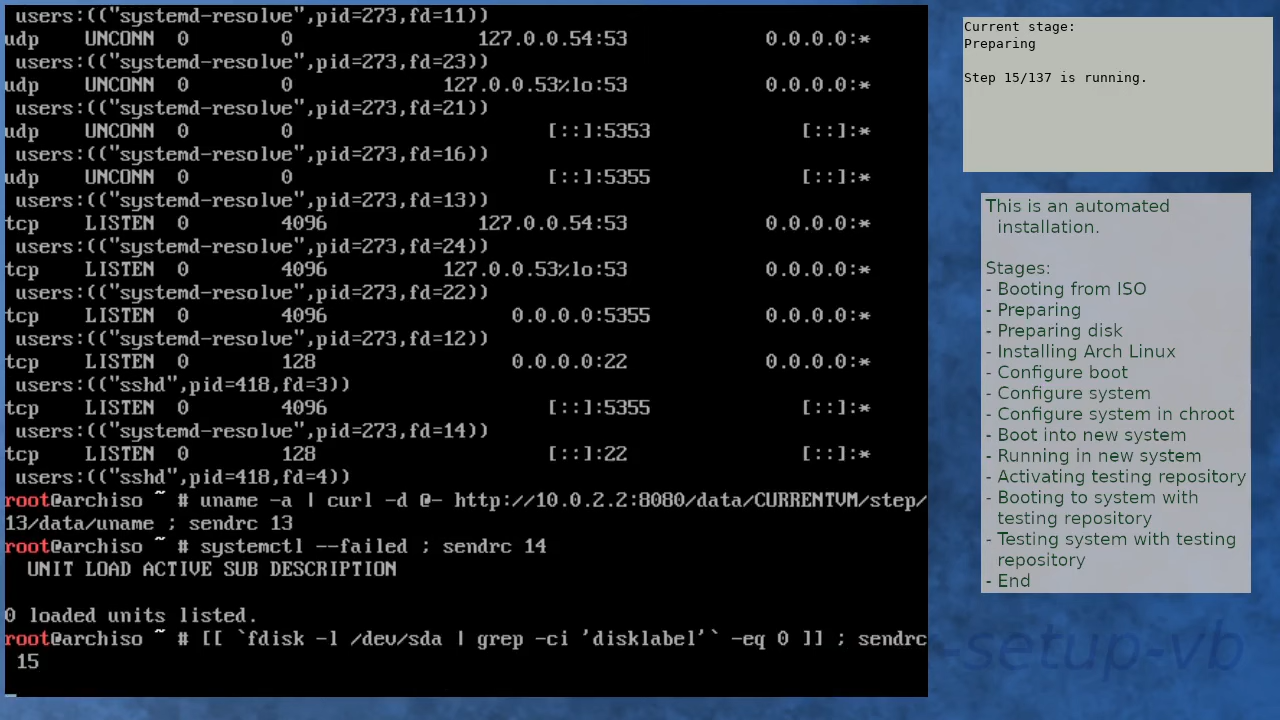 users:(("systemd-resolve",pid=273,fd=11))
udp    UNCONN  0        0                127.0.0.54:53            0.0.0.0:*
 users:(("systemd-resolve",pid=273,fd=23))
udp    UNCONN  0        0             127.0.0.53%lo:53            0.0.0.0:*
 users:(("systemd-resolve",pid=273,fd=21))
udp    UNCONN  0        0                      [::]:5353             [::]:*
 users:(("systemd-resolve",pid=273,fd=16))
udp    UNCONN  0        0                      [::]:5355             [::]:*
 users:(("systemd-resolve",pid=273,fd=13))
tcp    LISTEN  0        4096             127.0.0.54:53            0.0.0.0:*
 users:(("systemd-resolve",pid=273,fd=24))
tcp    LISTEN  0        4096          127.0.0.53%lo:53            0.0.0.0:*
 users:(("systemd-resolve",pid=273,fd=22))
tcp    LISTEN  0        4096                0.0.0.0:5355          0.0.0.0:*
 users:(("systemd-resolve",pid=273,fd=12))
tcp    LISTEN  0        128                 0.0.0.0:22            0.0.0.0:*
 users:(("sshd",pid=418,fd=3))
tcp    LISTEN  0        4096                   [::]:5355             [::]:*
 users:(("systemd-resolve",pid=273,fd=14))
tcp    LISTEN  0        128                    [::]:22               [::]:*
 users:(("sshd",pid=418,fd=4))
root@archiso ~ # uname -a | curl -d @- http://10.0.2.2:8080/data/CURRENTVM/step/
13/data/uname ; sendrc 13
root@archiso ~ # systemctl --failed ; sendrc 14
  UNIT LOAD ACTIVE SUB DESCRIPTION
0 loaded units listed.
root@archiso ~ # [[ `fdisk -l /dev/sda | grep -ci 'disklabel'` -eq 0 ]] ; sendrc
 15
Current stage:
Preparing
Step 15/137 is running.
This is an automated
installation.
Stages:
- Booting from ISO
- Preparing
- Preparing disk
- Installing Arch Linux
- Configure boot
- Configure system
- Configure system in chroot
- Boot into new system
- Running in new system
- Activating testing repository
- Booting to system with
testing repository
- Testing system with testing
repository
- End
-setup-vb